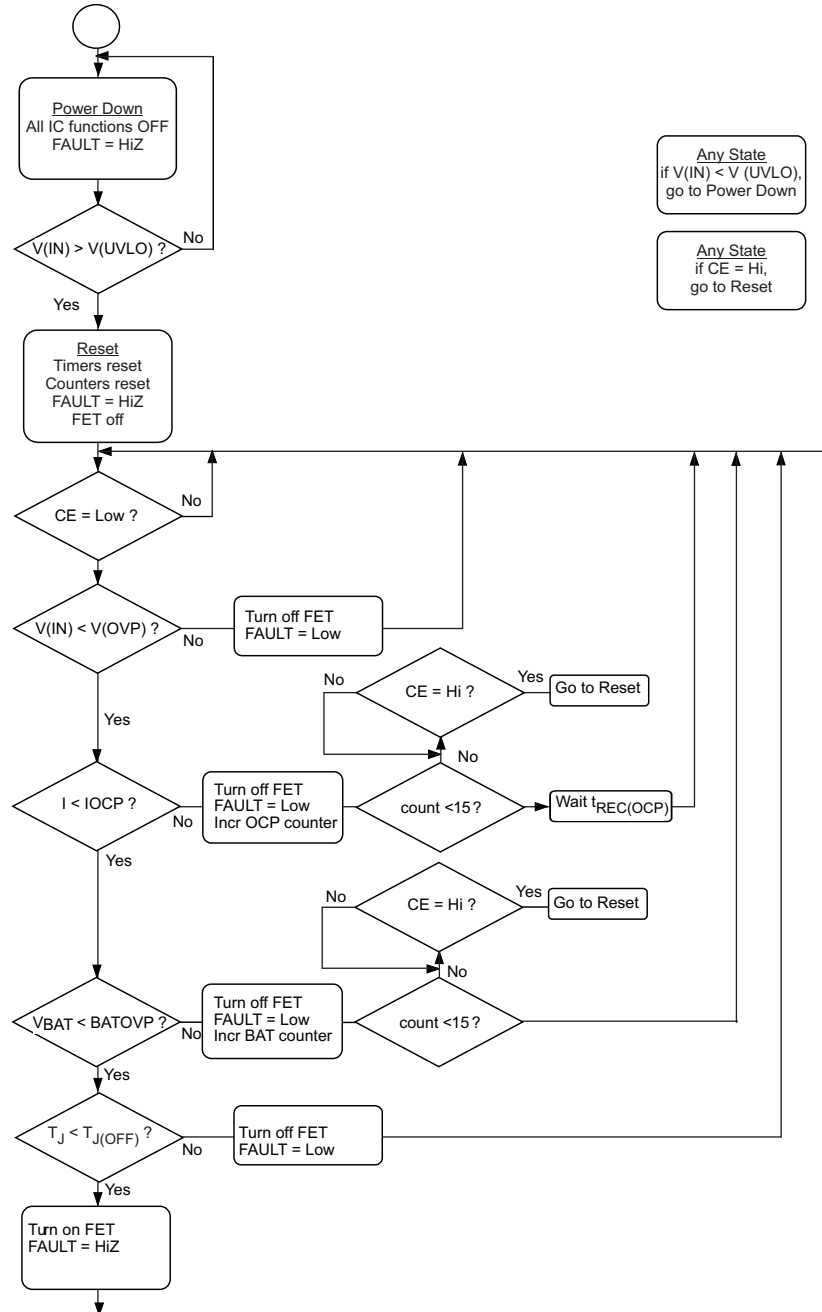 Power Down
All IC functions OFF
FAULT = HiZ
Any State
if V(IN) < V (UVLO),
go to Power Down
V(IN) > V(UVLO) ?
No
Any State
if CE = Hi,
go to Reset
Yes
Reset
Timers reset
Counters reset
FAULT = HiZ
FET off
CE = Low ?
No
V(IN) < V(OVP) ?
No
Turn off FET
FAULT = Low
Yes
No
CE = Hi ?
Yes
Go to Reset
No
I < IOCP ?
No
Turn off FET
FAULT = Low
Incr OCP counter
count <15 ?
Wait tREC(OCP)
Yes
No
CE = Hi ?
Yes
Go to Reset
No
VBAT < BATOVP ?
No
Turn off FET
FAULT = Low
Incr BAT counter
count <15 ?
Yes
TJ < TJ(OFF) ?
No
Turn off FET
FAULT = Low
Yes
Turn on FET
FAULT = HiZ